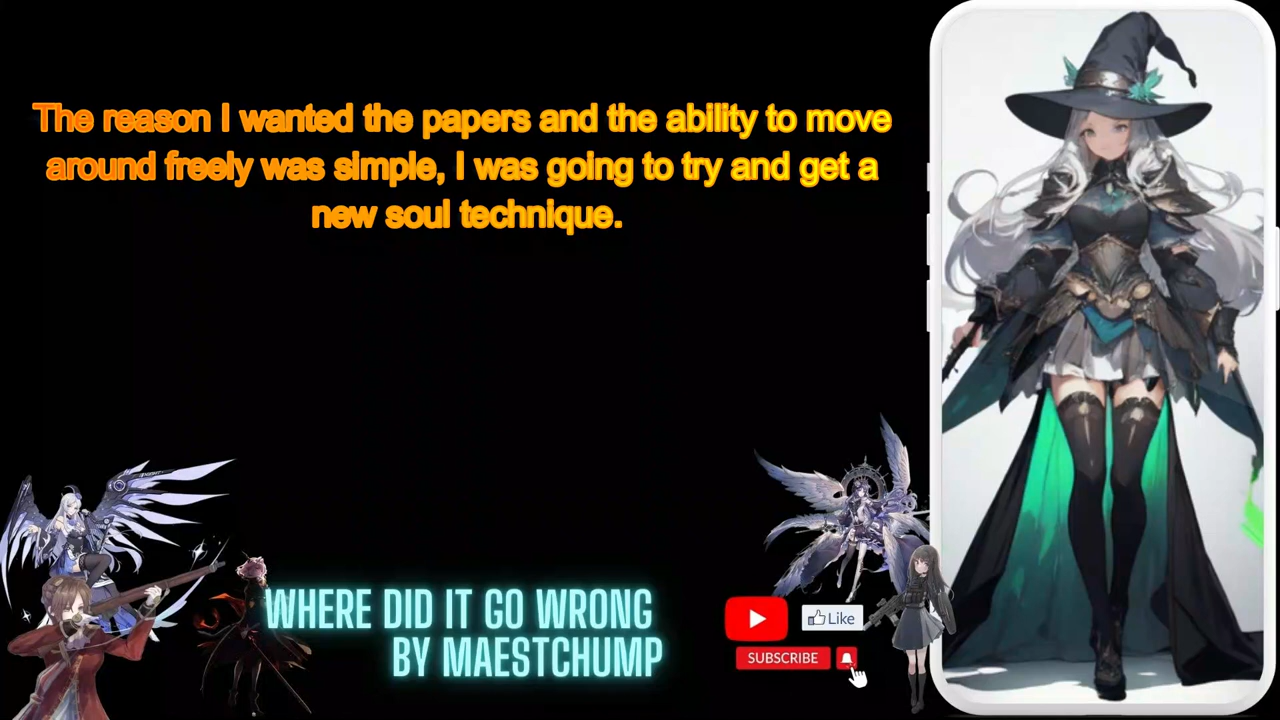 The reason I wanted the papers and the ability to move
around freely was simple, I was going to try and get a
new soul technique.
WHERE DID IT GO WRONG
BY MAESTCHUMP
Like
SUBSCRIBE